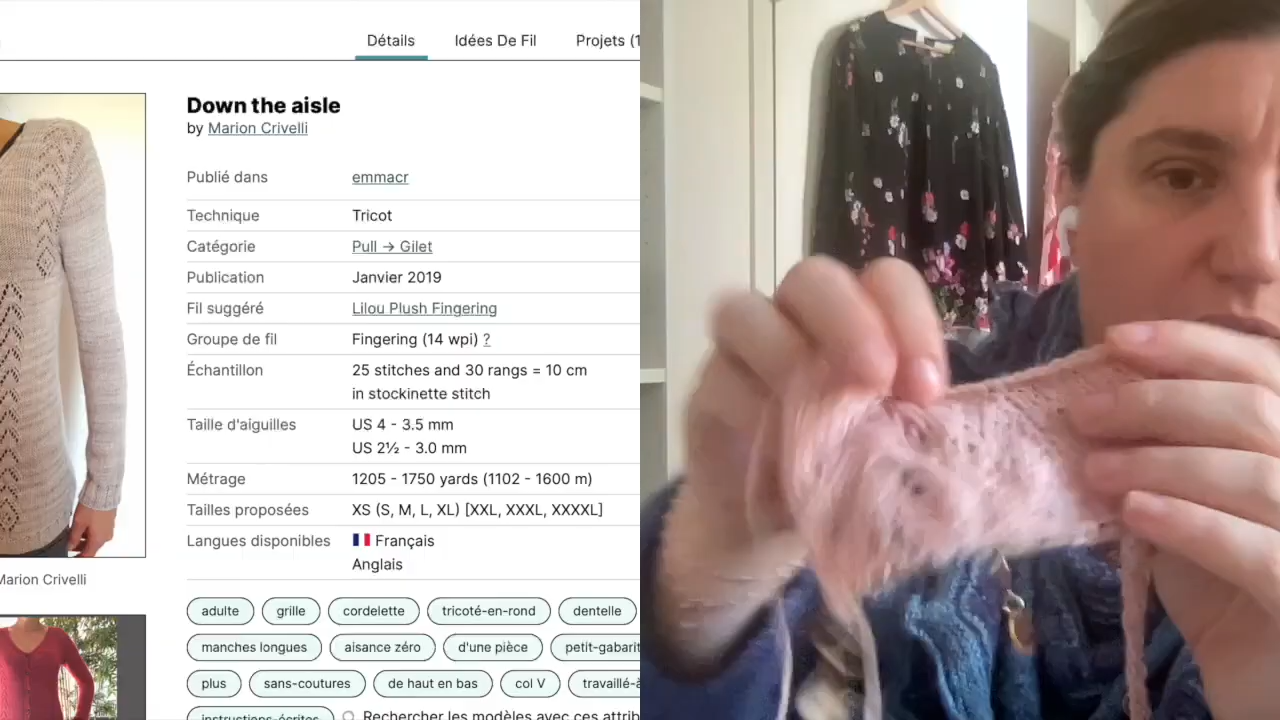 Détails Idées De Fil Projets (1
Down the aisle
by Marion Crivelli
Publié dans emmacr
Technique Tricot
Catégorie Pull → Gilet
Publication Janvier 2019
Fil suggéré Lilou Plush Fingering
Groupe de fil Fingering (14 wpi) ?
Échantillon 25 stitches and 30 rangs = 10 cm
in stockinette stitch
Taille d'aiguilles US 4 - 3.5 mm
US 2½ - 3.0 mm
Métrage 1205 - 1750 yards (1102 - 1600 m)
Tailles proposées XS (S, M, L, XL) [XXL, XXXL, XXXXL]
Langues disponibles Français
Anglais
Marion Crivelli
adulte grille cordelette tricoté-en-rond dentelle
manches longues aisance zéro d'une pièce petit-gabarit
plus sans-coutures de haut en bas col V travaillé-à
instructions-écrites Rechercher les modèles avec ces attrib